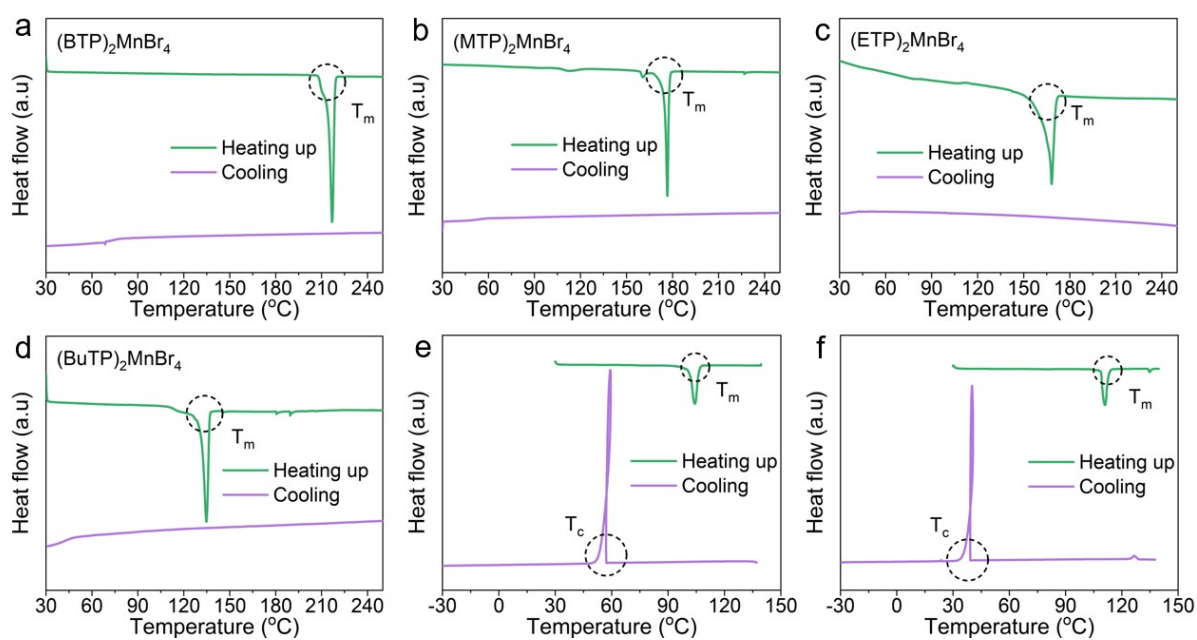 a
(BTP)₂MnBr₄
Tₘ
Heating up
Cooling
Heat flow (a.u)
30 60 90 120 150 180 210 240
Temperature (°C)
b
(MTP)₂MnBr₄
Tₘ
Heating up
Cooling
Heat flow (a.u)
30 60 90 120 150 180 210 240
Temperature (°C)
c
(ETP)₂MnBr₄
Tₘ
Heating up
Cooling
Heat flow (a.u)
30 60 90 120 150 180 210 240
Temperature (°C)
d
(BuTP)₂MnBr₄
Tₘ
Heating up
Cooling
Heat flow (a.u)
30 60 90 120 150 180 210 240
Temperature (°C)
e
Tₘ
Heating up
Cooling
T_c
Heat flow (a.u)
-30 0 30 60 90 120 150
Temperature (°C)
f
Tₘ
Heating up
Cooling
T_c
Heat flow (a.u)
-30 0 30 60 90 120 150
Temperature (°C)